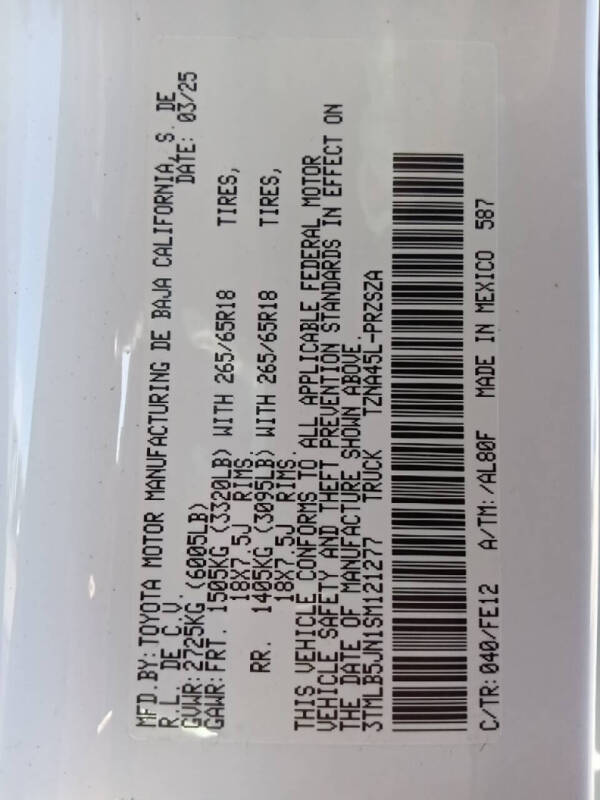 MFD.BY: TOYOTA MOTOR MANUFACTURING DE BAJA CALIFORNIA, S. DE
R.L. DE C.V. DATE: 03/25
GVWR: 2725KG (6005LB)
GAWR: FRT. 1505KG (3320LB) WITH 265/65R18 TIRES,
18X7.5J RIMS.
RR. 1405KG (3095LB) WITH 265/65R18 TIRES,
18X7.5J RIMS.
THIS VEHICLE CONFORMS TO ALL APPLICABLE FEDERAL MOTOR
VEHICLE SAFETY AND THEFT PREVENTION STANDARDS IN EFFECT ON
THE DATE OF MANUFACTURE SHOWN ABOVE.
3TMLB5JN1SM121277 TRUCK TZNA45L-PRZSZA
C/TR: 040/FE12 A/TM: /AL80F MADE IN MEXICO 587